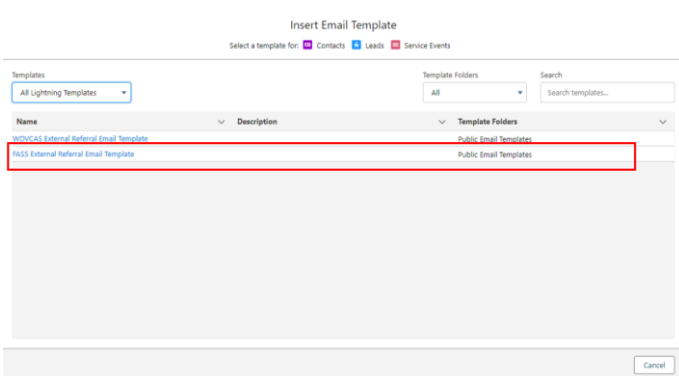 Insert Email Template
Select a template for: Contacts Leads Service Events
Templates Template Folders Search
All Lightning Templates All Search templates...
Name Description Template Folders
WDVCAS External Referral Email Template Public Email Templates
FASS External Referral Email Template Public Email Templates
Cancel